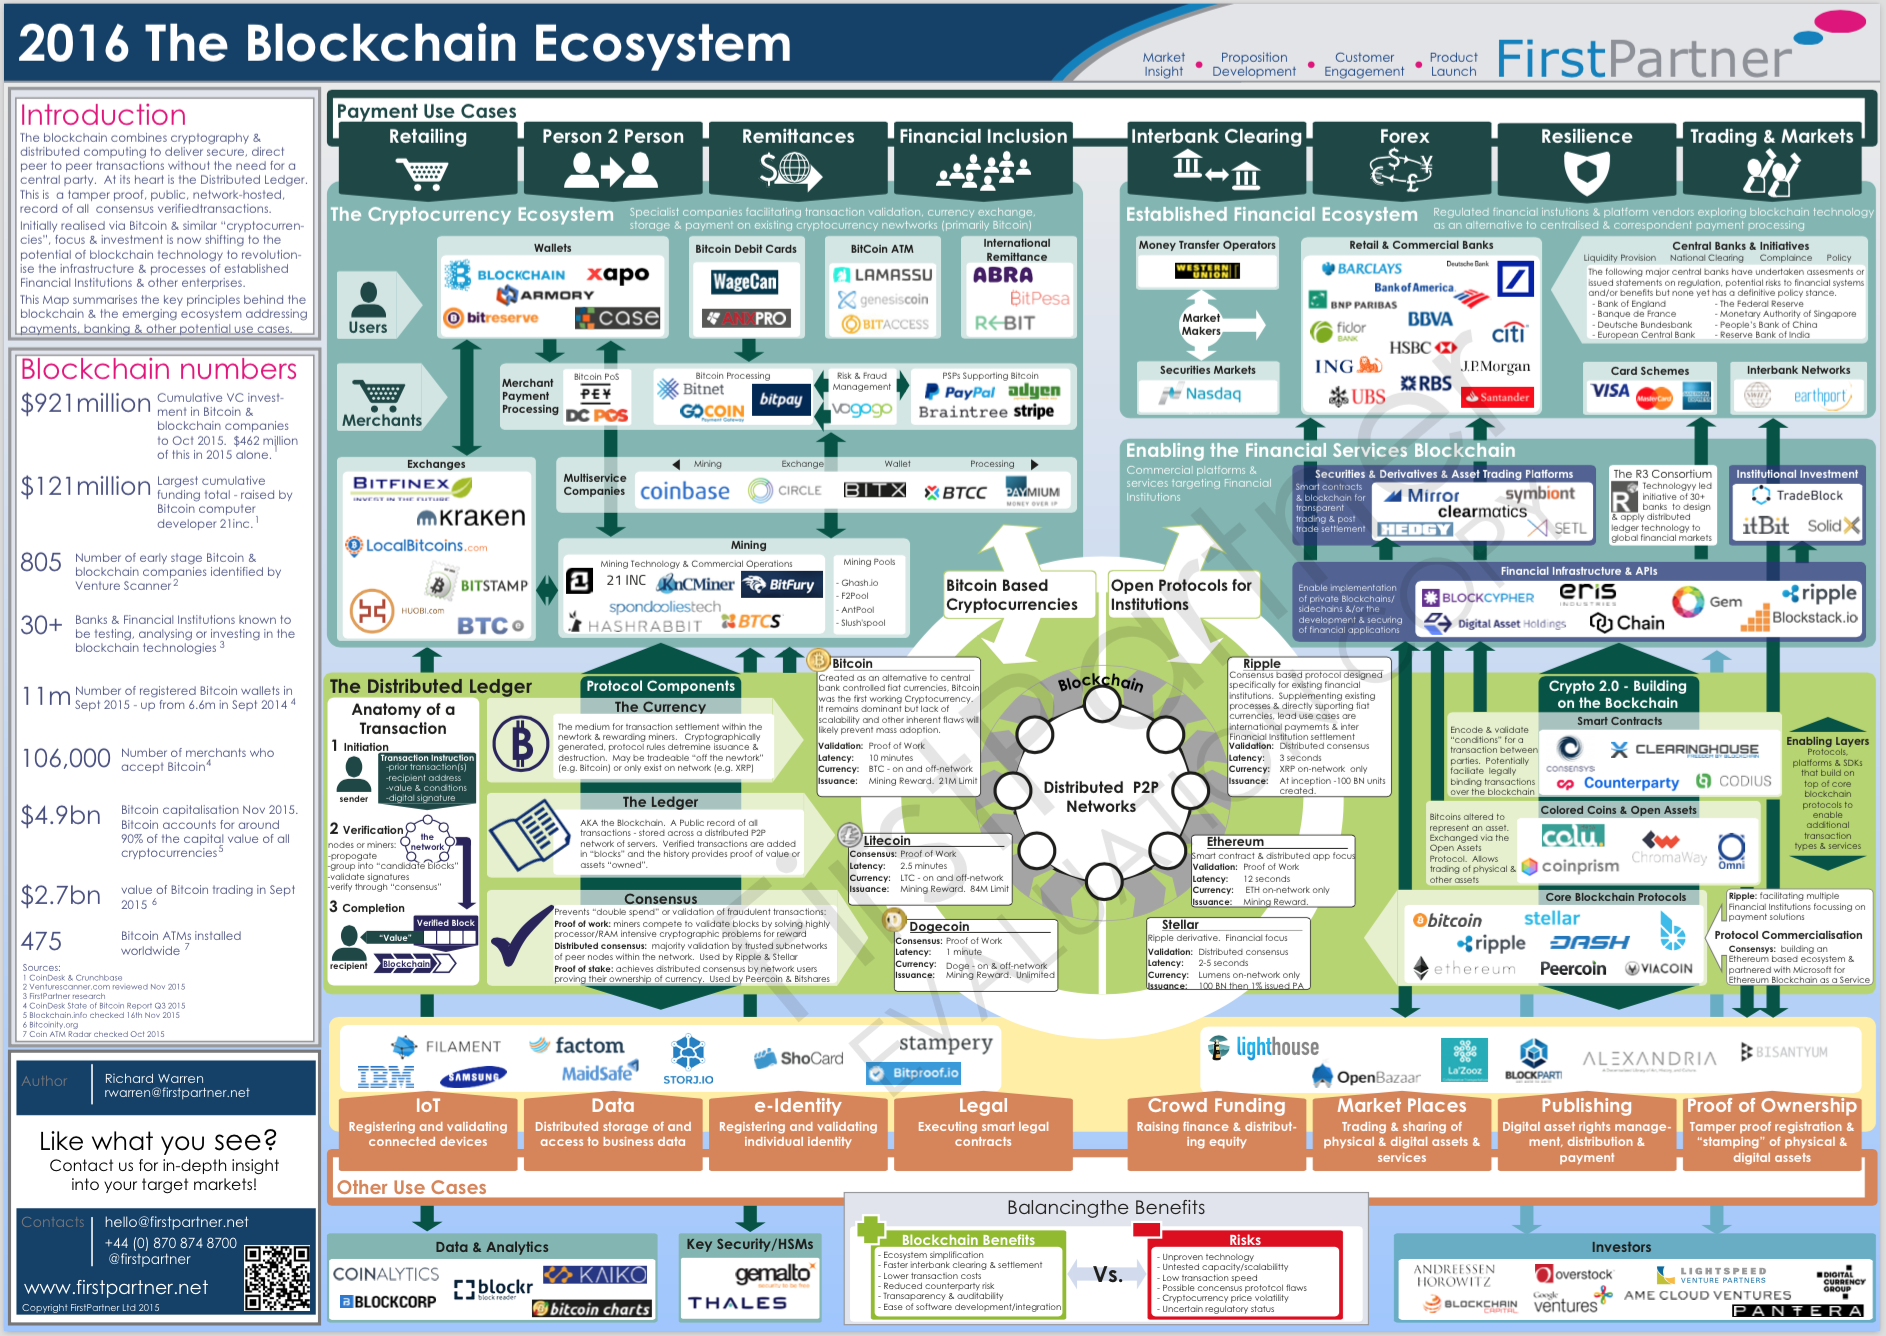 2016 The Blockchain Ecosystem
Market Insight • Proposition Development • Customer Engagement • Product Launch
FirstPartner
Introduction
The blockchain combines cryptography &
distributed computing to deliver secure, direct
peer to peer transactions without the need for a
central party. At its heart is the Distributed Ledger.
This is a tamper proof, public, network-hosted,
record of all consensus verifiedtransactions.
Initially realised via Bitcoin & similar “cryptocurren-
cies”, focus & investment is now shifting to the
potential of blockchain technology to revolution-
ise the infrastructure & processes of established
Financial Institutions & other enterprises.
This Map summarises the key principles behind the
blockchain & the emerging ecosystem addressing
payments, banking & other potential use cases.
Blockchain numbers
$921million Cumulative VC invest-
ment in Bitcoin &
blockchain companies
to Oct 2015. $462 million
of this in 2015 alone. 1
$121million Largest cumulative
funding total - raised by
Bitcoin computer
developer 21inc. 1
805 Number of early stage Bitcoin &
blockchain companies identified by
Venture Scanner 2
30+ Banks & Financial Institutions known to
be testing, analysing or investing in the
blockchain technologies 3
11m Number of registered Bitcoin wallets in
Sept 2015 - up from 6.6m in Sept 2014 4
106,000 Number of merchants who
accept Bitcoin 4
$4.9bn Bitcoin capitalisation Nov 2015.
Bitcoin accounts for around
90% of the capital value of all
cryptocurrencies 5
$2.7bn value of Bitcoin trading in Sept
2015 6
475 Bitcoin ATMs installed
worldwide 7
Sources:
1 CoinDesk & Crunchbase
2 Venturescanner.com reviewed Nov 2015
3 FirstPartner research
4 CoinDesk State of Bitcoin Report Q3 2015
5 Blockchain.info checked 16th Nov 2015
6 Bitcoinity.org
7 Coin ATM Radar checked Oct 2015
Author
Richard Warren
rwarren@firstpartner.net
Like what you see?
Contact us for in-depth insight
into your target markets!
Contacts
hello@firstpartner.net
+44 (0) 870 874 8700
@firstpartner
www.firstpartner.net
Copyright FirstPartner Ltd 2015
Payment Use Cases
Retailing
Person 2 Person
Remittances
Financial Inclusion
Interbank Clearing
Forex
Resilience
Trading & Markets
The Cryptocurrency Ecosystem
Specialist companies facilitating transaction validation, currency exchange,
storage & payment on existing cryptocurrency newtworks (primarily Bitcoin)
Users
Wallets
BLOCKCHAIN
xapo
ARMORY
bitreserve
case
Bitcoin Debit Cards
WageCan
ANXPRO
BitCoin ATM
LAMASSU
genesiscoin
BITACCESS
International
Remittance
ABRA
BitPesa
REBIT
Merchants
Merchant
Payment
Processing
Bitcoin PoS
PEY
DC POS
Bitcoin Processing
Bitnet
GOCOIN
Payment Gateway
bitpay
Risk & Fraud
Management
vogogo
PSPs Supporting Bitcoin
PayPal
adyen
Braintree
stripe
Exchanges
BITFINEX
INVEST IN THE FUTURE
kraken
LocalBitcoins.com
BITSTAMP
HUOBI.com
BTC
Multiservice
Companies
Mining
Exchange
Wallet
Processing
coinbase
CIRCLE
BITX
BTCC
PAYMIUM
MONEY OVER IP
Mining
Mining Technology & Commercial Operations
21 INC
KnCMiner
BitFury
spondooliestech
HASHRABBIT
BTCS
Mining Pools
- Ghash.io
- F2Pool
- AntPool
- Slush'spool
Established Financial Ecosystem
Regulated financial instutions & platform vendors exploring blockchain technology
as an alternative to centralised & correspondent payment processing
Money Transfer Operators
WESTERN UNION
Market
Makers
Securities Markets
Nasdaq
Retail & Commercial Banks
BARCLAYS
Deutsche Bank
Bank of America
BNP PARIBAS
fidor
BANK
BBVA
citi
HSBC
ING
J.P.Morgan
UBS
RBS
Santander
Central Banks & Initiatives
Liquidity Provision National Clearing Complaince Policy
The following major central banks have undertaken assesments or
issued statements on regulation, potential risks to financial systems
and/or benefits but none yet has a definitive policy stance.
- Bank of England
- Banque de France
- Deutsche Bundesbank
- European Central Bank
- The Federal Reserve
- Monetary Authority of Singapore
- People's Bank of China
- Reserve Bank of India
Card Schemes
VISA
MasterCard
Interbank Networks
earthport
Enabling the Financial Services Blockchain
Commercial platforms &
services targeting Financial
Institutions
Securities & Derivatives & Asset Trading Platforms
Smart contracts
& blockchain for
transparent
trading & post
trade settlement
Mirror
symbiont
clearmatics
HEDGY
SETL
The R3 Consortium
R3
Technology led
initiative of 30+
banks to design
& apply distributed
ledger technology to
global financial markets
Institutional Investment
TradeBlock
itBit
SolidX
Financial Infrastructure & APIs
Enable implementation
of private Blockchains/
sidechains &/or the
development & securing
of financial applications
BLOCKCYPHER
eris
INDUSTRIES
Gem
ripple
Digital Asset Holdings
Chain
Blockstack.io
Bitcoin Based
Cryptocurrencies
Open Protocols for
Institutions
The Distributed Ledger
Anatomy of a
Transaction
1 Initiation
sender
Transaction Instruction
-prior transaction(s)
-recipient address
-value & conditions
-digital signature
2 Verification
nodes or miners:
-propogate
-group into “candidate blocks”
-validate signatures
-verify through “consensus”
the
network
3 Completion
Verified Block
“Value”
recipient
Blockchain
Protocol Components
The Currency
The medium for transaction settlement within the
newtork & rewarding miners. Cryptographically
generated, protocol rules detremine issuance &
destruction. May be tradeable “off the newtork”
(e.g. Bitcoin) or only exist on network (e.g. XRP)
The Ledger
AKA the Blockchain. A Public record of all
transactions - stored across a distributed P2P
network of servers. Verified transactions are added
in “blocks” and the history provides proof of value or
assets “owned”.
Consensus
Prevents “double spend” or validation of fraudulent transactions;
Proof of work: miners compete to validate blocks by solving highly
processor/RAM intensive cryptographic problems for reward
Distributed consensus: majority validation by trusted subnetworks
of peer nodes within the network. Used by Ripple & Stellar
Proof of stake: achieves distributed consensus by network users
proving their ownership of currency. Used by Peercoin & Bitshares
Bitcoin
Created as an alternative to central
bank controlled fiat currencies, Bitcoin
was the first working Cryptocurrency.
It remains dominant but lack of
scalability and other inherent flaws will
likely prevent mass adoption.
Validation: Proof of Work
Latency: 10 minutes
Currency: BTC - on and off-network
Issuance: Mining Reward. 21M Limit
Litecoin
Consensus: Proof of Work
Latency: 2.5 minutes
Currency: LTC - on and off-network
Issuance: Mining Reward. 84M Limit
Dogecoin
Consensus: Proof of Work
Latency: 1 minute
Currency: Doge - on & off-network
Issuance: Mining Reward. Unlimited
Blockchain
Distributed P2P
Networks
Ripple
Consensus based protocol designed
specifically for existing financial
institutions. Supplementing existing
processes & directly suporting fiat
currencies, lead use cases are
international payemnts & inter
Financial Institution settlement
Validation: Distributed consensus
Latency: 3 seconds
Currency: XRP on-network only
Issuance: At inception -100 BN units
created.
Ethereum
Smart contract & distributed app focus
Validation: Proof of Work
Latency: 12 seconds
Currency: ETH on-network only
Issuance: Mining Reward.
Stellar
Ripple derivative. Financial focus
Validation: Distributed consensus
Latency: 2-5 seconds
Currency: Lumens on-network only
Issuance: 100 BN then 1% issued PA
Crypto 2.0 - Building
on the Bockchain
Smart Contracts
Encode & validate
“conditions” for a
transaction between
parties. Potentially
faciliate legally
binding transactions
over the blockchain
CONSENSYS
CLEARINGHOUSE
Counterparty
CODIUS
Colored Coins & Open Assets
Bitcoins altered to
represent an asset.
Exchanged via the
Open Assets
Protocol. Allows
trading of physical &
other assets
colu.
ChromaWay
coinprism
Omni
Core Blockchain Protocols
bitcoin
stellar
ripple
DASH
ethereum
Peercoin
VIACOIN
Enabling Layers
Protocols,
platforms & SDKs
that build on
top of core
blockchain
protocols to
enable
additional
transaction
types & services
Ripple: facilitating multiple
Financial Institutions focussing on
payment solutions
Protocol Commercialisation
Consensys: building an
Ethereum based ecosystem &
partnered with Microsoft for
Ethereum Blockchain as a Service
FILAMENT
IBM
SAMSUNG
factom
MaidSafe
STORJ.IO
ShoCard
stampery
Bitproof.io
lighthouse
OpenBazaar
La'Zooz
BLOCKPARTI
ALEXANDRIA
BISANTYUM
IoT
Registering and validating
connected devices
Data
Distributed storage of and
access to business data
e-Identity
Registering and validating
individual identity
Legal
Executing smart legal
contracts
Crowd Funding
Raising finance & distribut-
ing equity
Market Places
Trading & sharing of
physical & digital assets &
services
Publishing
Digital asset rights manage-
ment, distribution &
payment
Proof of Ownership
Tamper proof registration &
“stamping” of physical &
digital assets
Other Use Cases
Data & Analytics
COINALYTICS
blockr
block reader
KAIKO
BLOCKCORP
bitcoin charts
Key Security/HSMs
gemalto
security to be free
THALES
Balancingthe Benefits
Blockchain Benefits
- Ecosystem simplification
- Faster interbank clearing & settlement
- Lower transaction costs
- Reduced counterparty risk
- Transparency & auditability
- Ease of software development/integration
Vs.
Risks
- Unproven technology
- Untested capacity/scalablility
- Low transaction speed
- Possible concensus protctcol flaws
- Cryptocurrency price volatility
- Uncertain regulatory status
Investors
ANDREESSEN
HOROWITZ
overstock
LIGHTSPEED
VENTURE PARTNERS
DIGITAL
CURRENCY
GROUP
BLOCKCHAIN
CAPITAL
Google
ventures
AME CLOUD VENTURES
PANTERA
FirstPartner
EVALUATION COPY